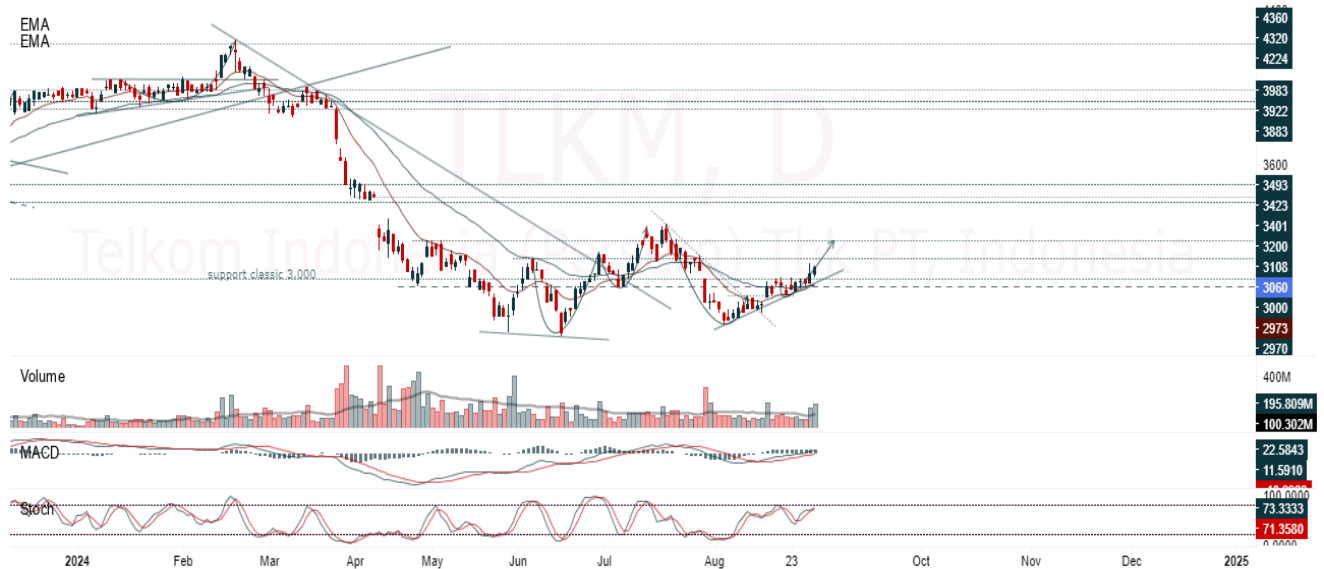 EMA
EMA
TLKM, D
Telkom Indonesia (Persero) Tbk PT, Indonesia
support classic 3.000
4360
4320
4224
3983
3922
3883
3600
3493
3423
3401
3200
3108
3060
3000
2973
2970
Volume
400M
195.809M
100.302M
MACD
22.5843
11.5910
Stoch
100.0000
73.3333
71.3580
0.0000
2024 Feb Mar Apr May Jun Jul Aug 23 Oct Nov Dec 2025